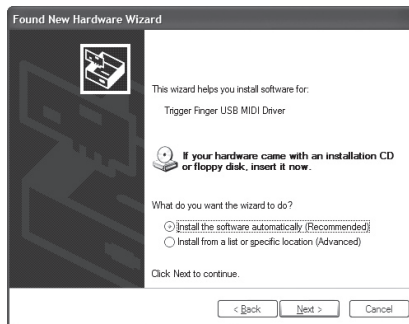 Found New Hardware Wizard
This wizard helps you install software for:
Trigger Finger USB MIDI Driver
If your hardware came with an installation CD
or floppy disk, insert it now.
What do you want the wizard to do?
Install the software automatically (Recommended)
Install from a list or specific location (Advanced)
Click Next to continue.
< Back Next > Cancel